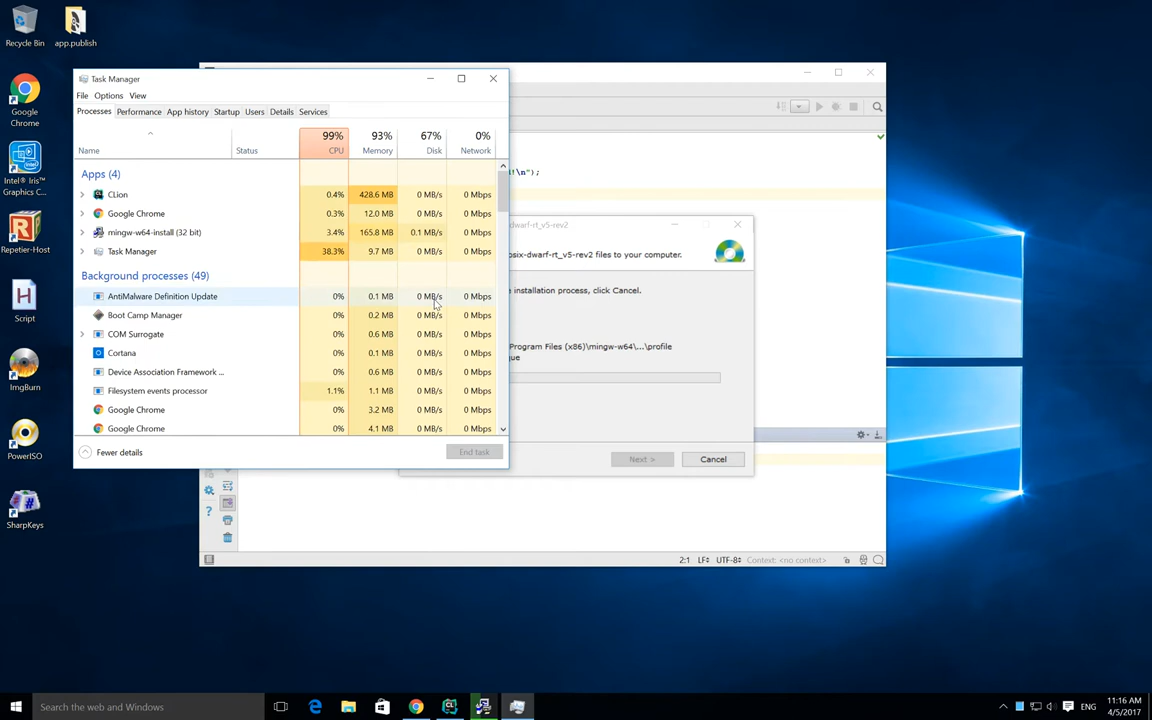 Recycle Bin
app.publish
Google
Chrome
Intel® Iris™
Graphics C...
Repetier-Host
Script
ImgBurn
PowerISO
SharpKeys
Task Manager
File Options View
Processes Performance App history Startup Users Details Services
99% 93% 67% 0%
Name Status CPU Memory Disk Network
Apps (4)
CLion 0.4% 428.6 MB 0 MB/s 0 Mbps
Google Chrome 0.3% 12.0 MB 0 MB/s 0 Mbps
mingw-w64-install (32 bit) 3.4% 165.8 MB 0.1 MB/s 0 Mbps
Task Manager 38.3% 9.7 MB 0 MB/s 0 Mbps
Background processes (49)
AntiMalware Definition Update 0% 0.1 MB 0 MB/s 0 Mbps
Boot Camp Manager 0% 0.2 MB 0 MB/s 0 Mbps
COM Surrogate 0% 0.6 MB 0 MB/s 0 Mbps
Cortana 0% 0.1 MB 0 MB/s 0 Mbps
Device Association Framework ... 0% 0.6 MB 0 MB/s 0 Mbps
Filesystem events processor 1.1% 1.1 MB 0 MB/s 0 Mbps
Google Chrome 0% 3.2 MB 0 MB/s 0 Mbps
Google Chrome 0% 4.1 MB 0 MB/s 0 Mbps
Fewer details
End task
!\n");
dwarf-rt_v5-rev2
osix-dwarf-rt_v5-rev2 files to your computer.
e installation process, click Cancel.
Program Files (x86)\mingw-w64\...\profile
gue
Next >
Cancel
2:1 LF UTF-8 Context: <no context>
Search the web and Windows
ENG
11:16 AM
4/5/2017